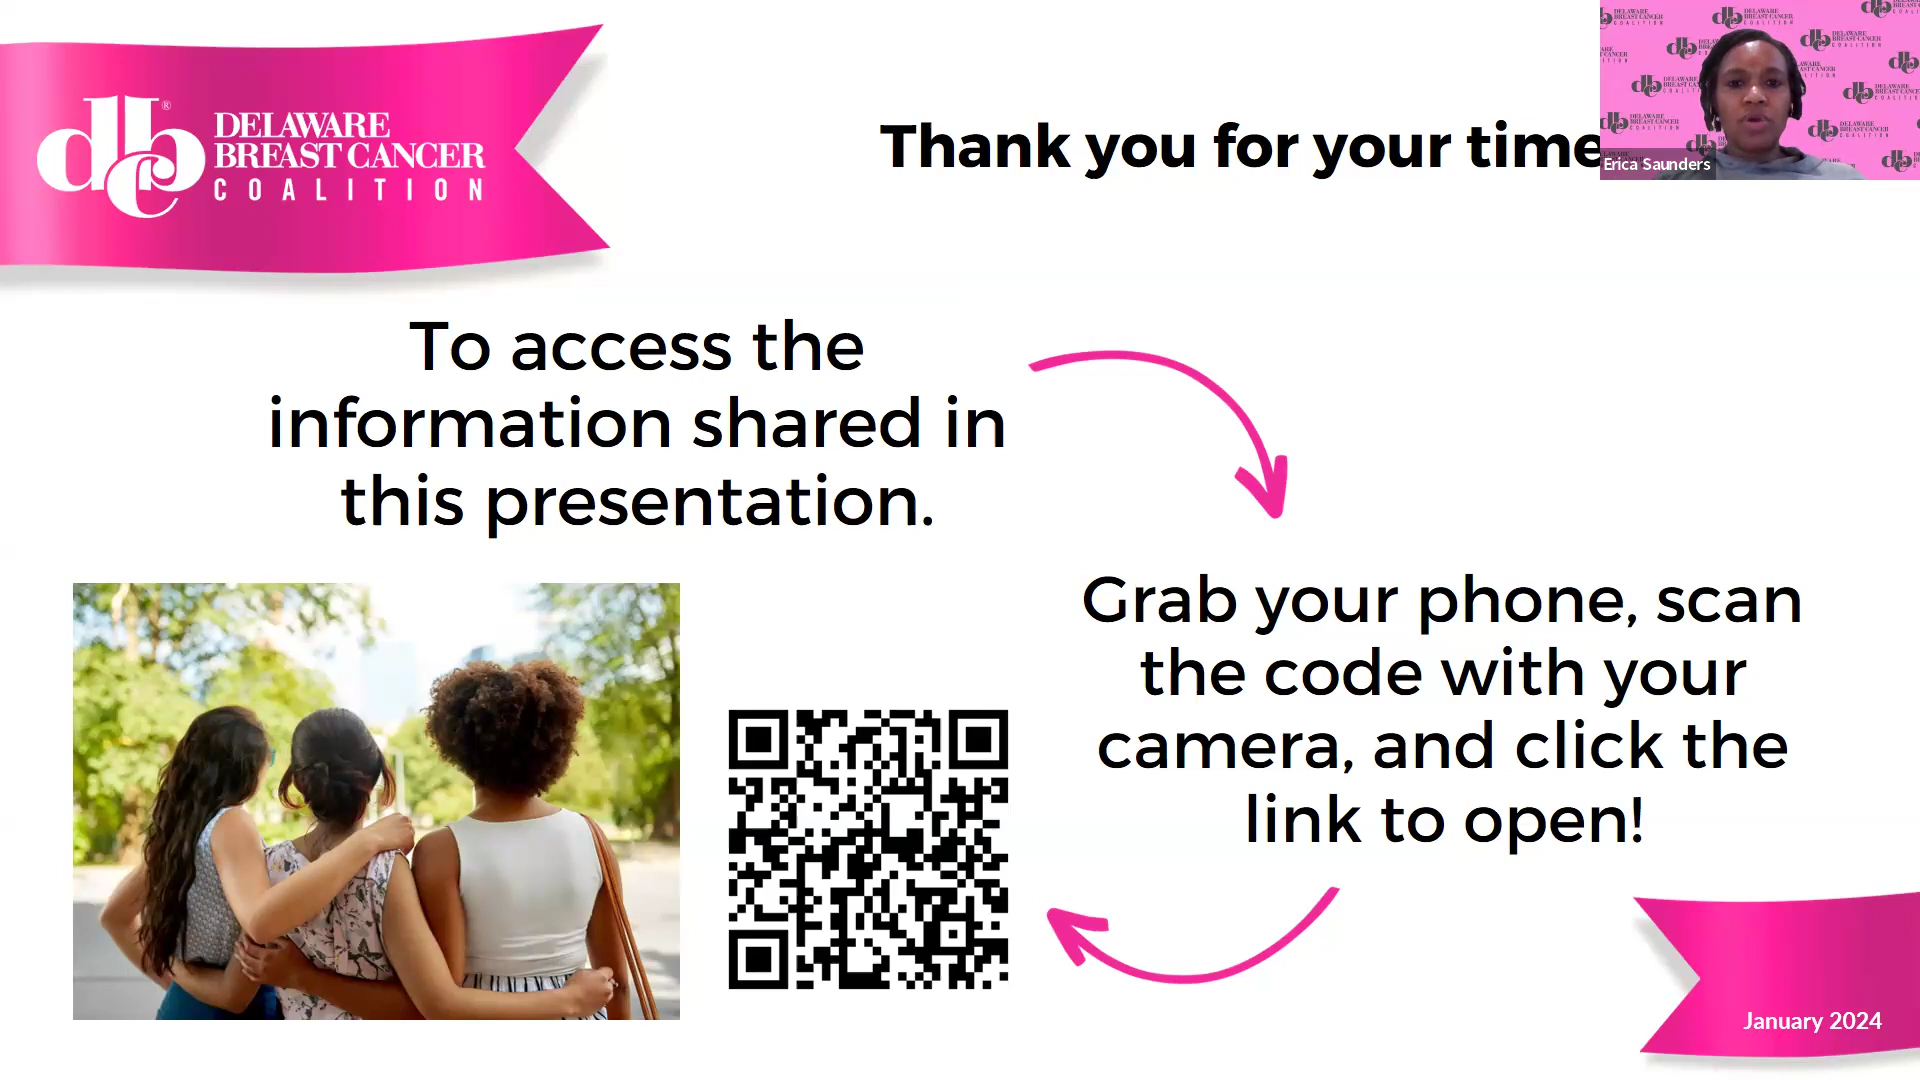 DELAWARE
BREAST CANCER
COALITION
dbc
®
Thank you for your time
Erica Saunders
To access the
information shared in
this presentation.
Grab your phone, scan
the code with your
camera, and click the
link to open!
January 2024